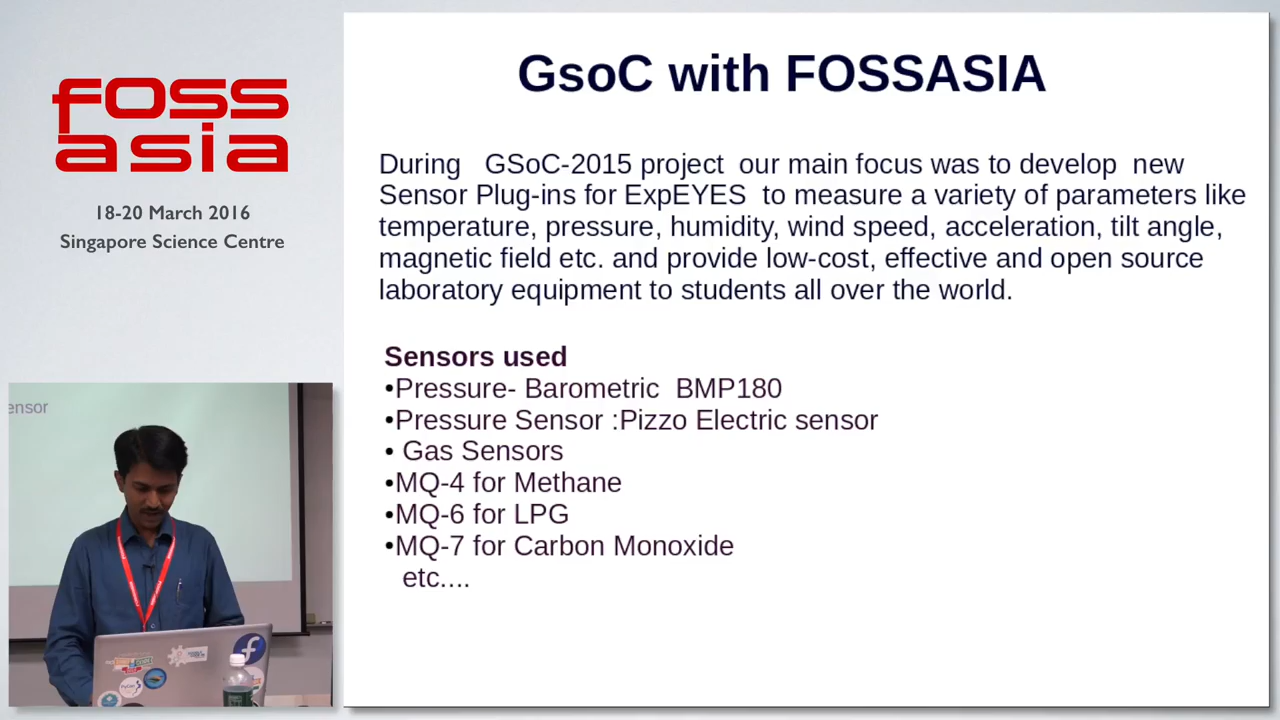 foss
asia
18-20 March 2016
Singapore Science Centre
GsoC with FOSSASIA
During GSoC-2015 project our main focus was to develop new
Sensor Plug-ins for ExpEYES to measure a variety of parameters like
temperature, pressure, humidity, wind speed, acceleration, tilt angle,
magnetic field etc. and provide low-cost, effective and open source
laboratory equipment to students all over the world.
Sensors used
•Pressure- Barometric BMP180
•Pressure Sensor :Pizzo Electric sensor
• Gas Sensors
•MQ-4 for Methane
•MQ-6 for LPG
•MQ-7 for Carbon Monoxide
etc....
ensor